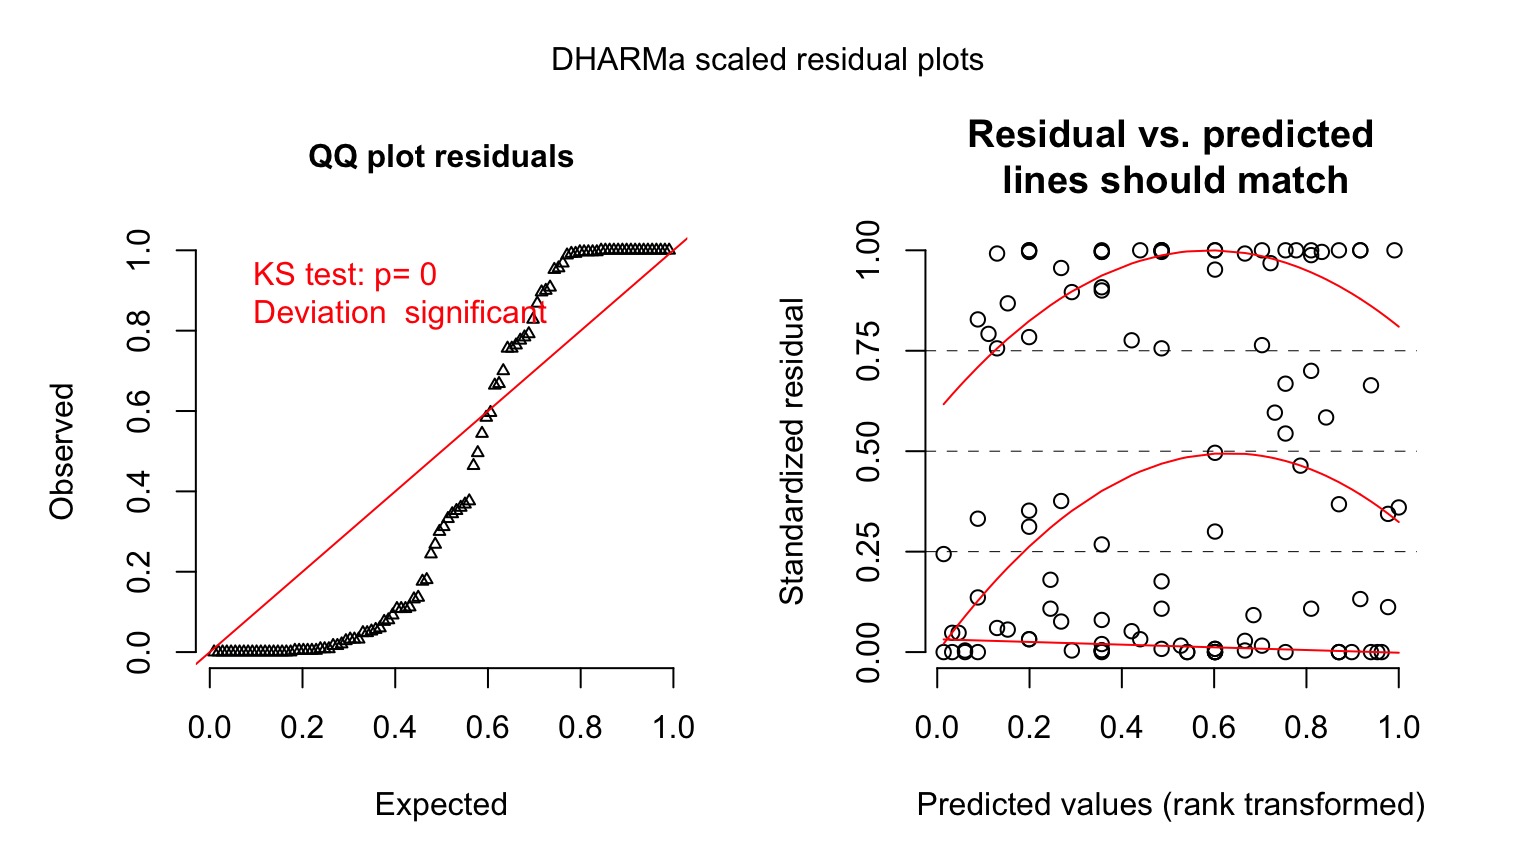 DHARMa scaled residual plots
QQ plot residuals
KS test: p= 0
Deviation  significant
Observed
0.0 0.2 0.4 0.6 0.8 1.0
0.0 0.2 0.4 0.6 0.8 1.0
Expected
Residual vs. predicted
lines should match
Standardized residual
0.00 0.25 0.50 0.75 1.00
0.0 0.2 0.4 0.6 0.8 1.0
Predicted values (rank transformed)